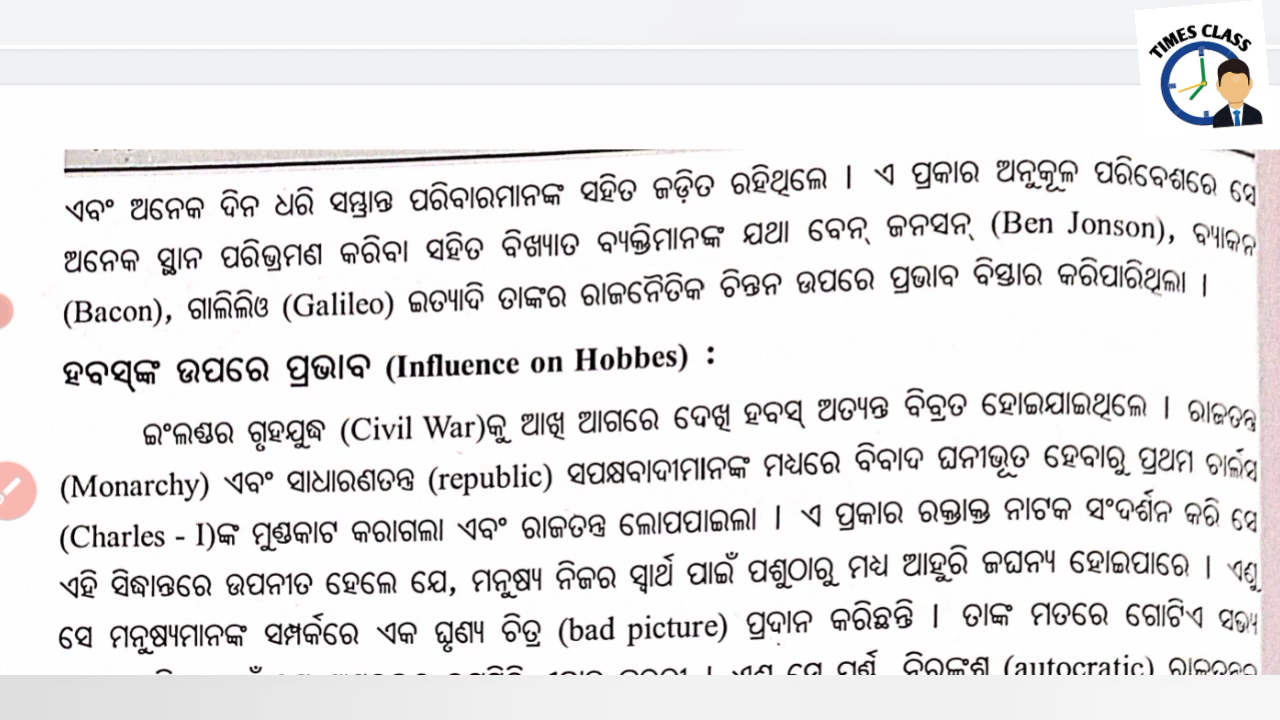 TIMES CLASS
ଏବଂ ଅନେକ ଦିନ ଧରି ସମ୍ଭ୍ରାନ୍ତ ପରିବାରମାନଙ୍କ ସହିତ ଜଡ଼ିତ ରହିଥିଲେ । ଏ ପ୍ରକାର ଅନୁକୂଳ ପରିବେଶରେ ସେ
ଅନେକ ସ୍ଥାନ ପରିଭ୍ରମଣ କରିବା ସହିତ ବିଖ୍ୟାତ ବ୍ୟକ୍ତିମାନଙ୍କ ଯଥା ବେନ୍ ଜନସନ୍ (Ben Jonson), ବ୍ୟାକନ
(Bacon), ଗାଲିଲିଓ (Galileo) ଇତ୍ୟାଦି ତାଙ୍କର ରାଜନୈତିକ ଚିନ୍ତନ ଉପରେ ପ୍ରଭାବ ବିସ୍ତାର କରିପାରିଥିଲା ।
ହବସ୍‌ଙ୍କ ଉପରେ ପ୍ରଭାବ (Influence on Hobbes) :
ଇଂଲଣ୍ଡର ଗୃହଯୁଦ୍ଧ (Civil War)କୁ ଆଖି ଆଗରେ ଦେଖି ହବସ୍ ଅତ୍ୟନ୍ତ ବିବ୍ରତ ହୋଇଯାଇଥିଲେ । ରାଜତନ୍ତ୍ର
(Monarchy) ଏବଂ ସାଧାରଣତନ୍ତ୍ର (republic) ସପକ୍ଷବାଦୀମାନଙ୍କ ମଧ୍ୟରେ ବିବାଦ ଘନୀଭୂତ ହେବାରୁ ପ୍ରଥମ ଚାର୍ଲସ
(Charles - I)ଙ୍କ ମୁଣ୍ଡକାଟ କରାଗଲା ଏବଂ ରାଜତନ୍ତ୍ର ଲୋପପାଇଲା । ଏ ପ୍ରକାର ରକ୍ତାକ୍ତ ନାଟକ ସଂଦର୍ଶନ କରି ସେ
ଏହି ସିଦ୍ଧାନ୍ତରେ ଉପନୀତ ହେଲେ ଯେ, ମନୁଷ୍ୟ ନିଜର ସ୍ୱାର୍ଥ ପାଇଁ ପଶୁଠାରୁ ମଧ୍ୟ ଆହୁରି ଜଘନ୍ୟ ହୋଇପାରେ । ଏଣୁ
ସେ ମନୁଷ୍ୟମାନଙ୍କ ସମ୍ପର୍କରେ ଏକ ଘୃଣ୍ୟ ଚିତ୍ର (bad picture) ପ୍ରଦାନ କରିଛନ୍ତି । ତାଙ୍କ ମତରେ ଗୋଟିଏ ସଭ୍ୟ
(autocratic)